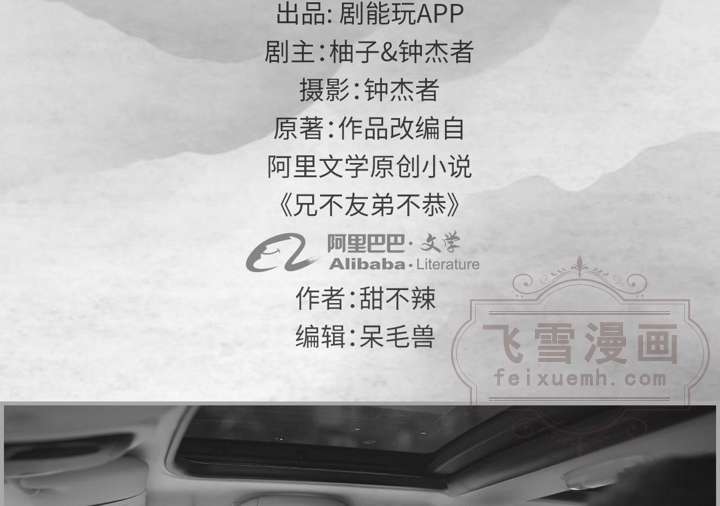 出品: 剧能玩APP
剧主:柚子&钟杰者
摄影:钟杰者
原著:作品改编自
阿里文学原创小说
《兄不友弟不恭》
阿里巴巴·文学
Alibaba·Literature
作者:甜不辣
编辑:呆毛兽
飞雪漫画
feixuemh.com